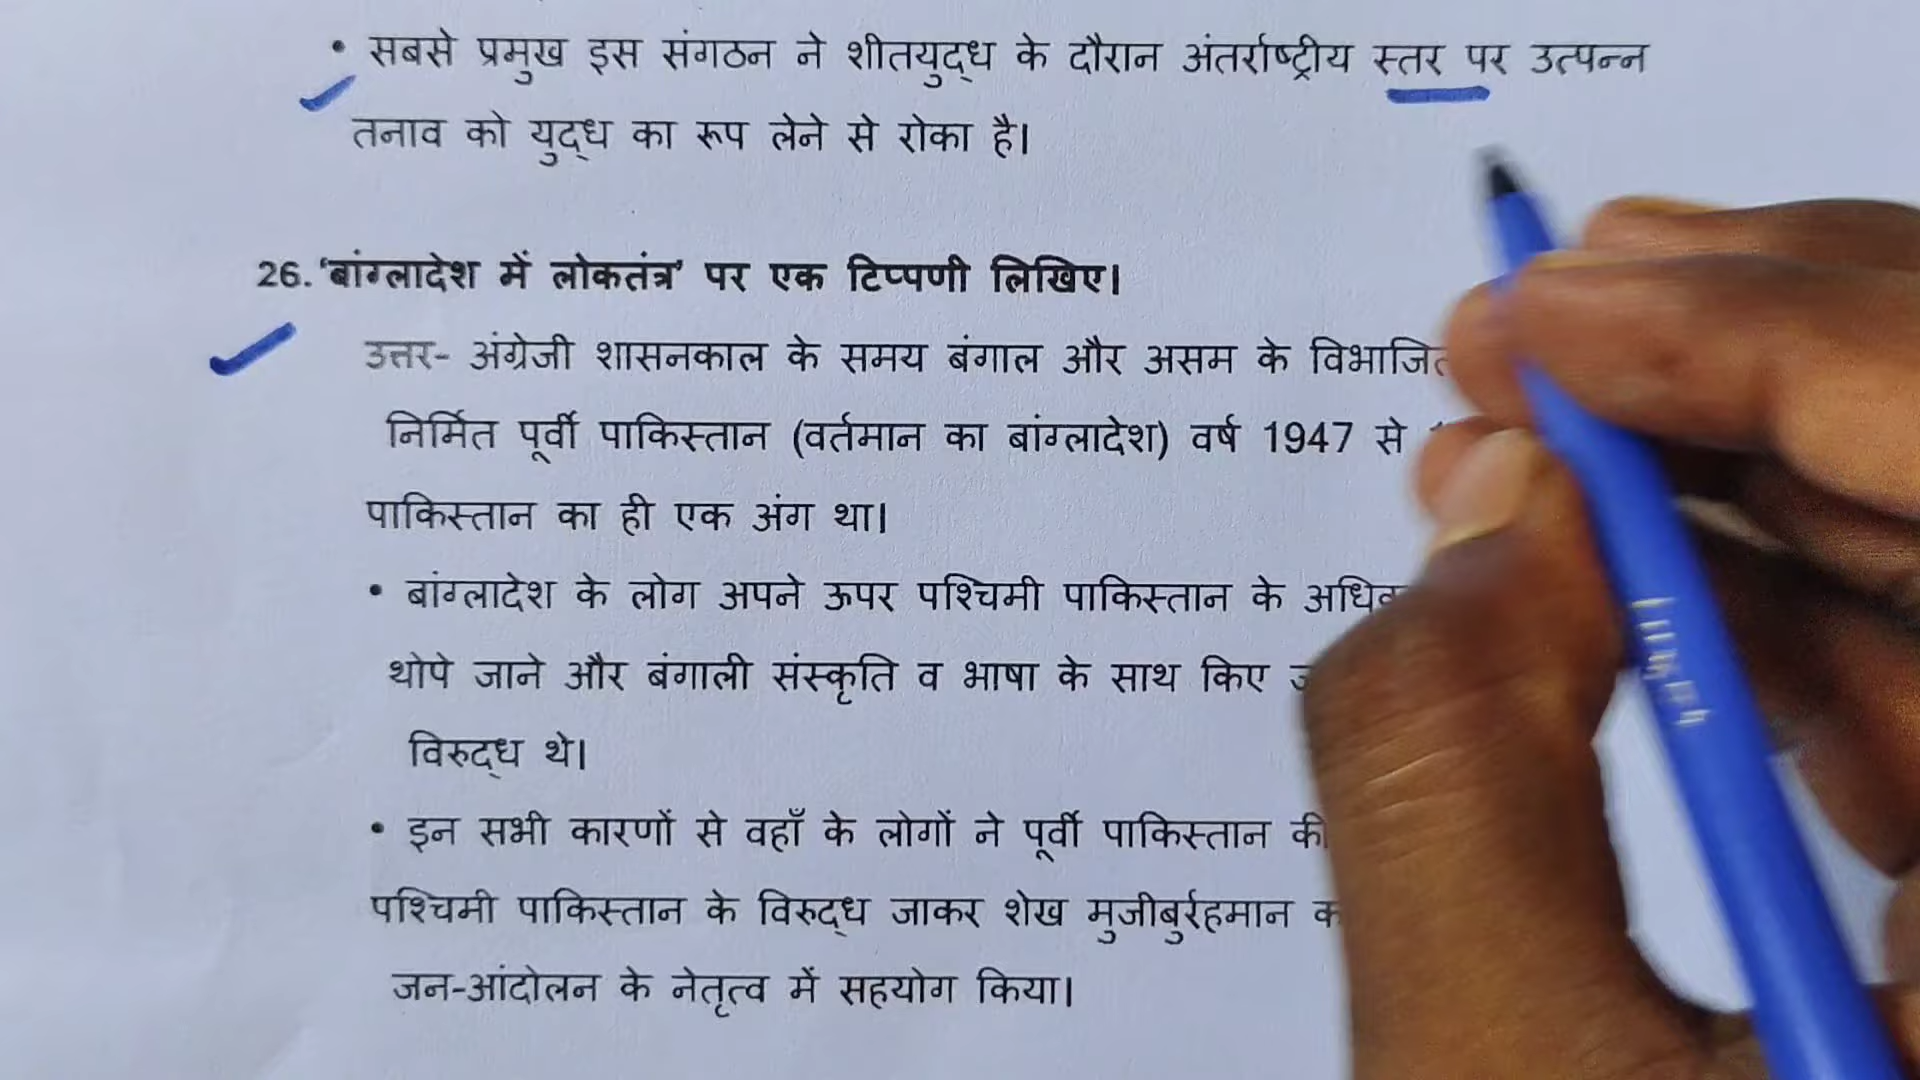 • सबसे प्रमुख इस संगठन ने शीतयुद्ध के दौरान अंतर्राष्ट्रीय स्तर पर उत्पन्न
तनाव को युद्ध का रूप लेने से रोका है।
26. 'बांग्लादेश में लोकतंत्र' पर एक टिप्पणी लिखिए।
उत्तर- अंग्रेजी शासनकाल के समय बंगाल और असम के
निर्मित पूर्वी पाकिस्तान (वर्तमान का बांग्लादेश) वर्ष 1947 से
पाकिस्तान का ही एक अंग था।
• बांग्लादेश के लोग अपने ऊपर पश्चिमी पाकिस्तान के
थोपे जाने और बंगाली संस्कृति व भाषा के साथ किए
विरुद्ध थे।
• इन सभी कारणों से वहाँ के लोगों ने पूर्वी पाकिस्तान की
पश्चिमी पाकिस्तान के विरुद्ध जाकर शेख मुजीबुर्रहमान
जन-आंदोलन के नेतृत्व में सहयोग किया।